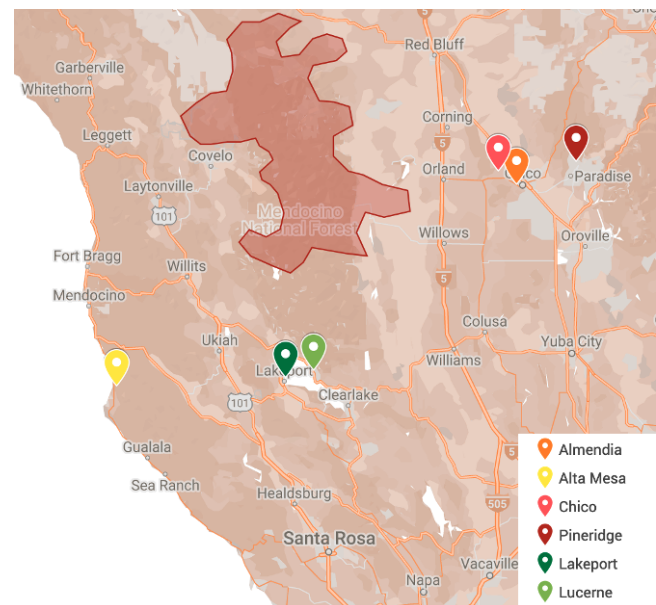 Red Bluff
Garberville
Whitethorn
Corning
Leggett
Covelo
Orland
Paradise
Laytonville
5
101
Mendocino
National Forest
Willows
Oroville
Fort Bragg
Willits
5
Mendocino
Colusa
Ukiah
Yuba City
Williams
Lakeport
Clearlake
101
Gualala
Almendia
Sea Ranch
Alta Mesa
Healdsburg
505
Chico
Santa Rosa
Pineridge
Vacaville
Lakeport
Napa
Lucerne